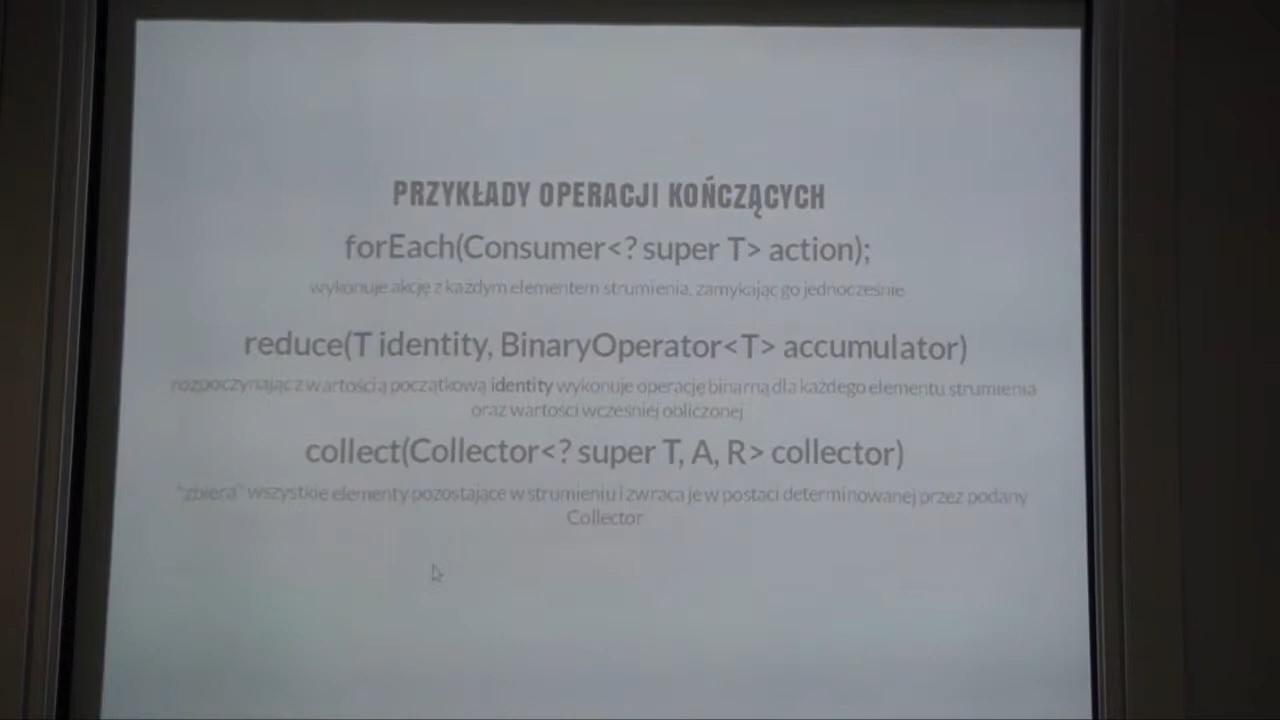 PRZYKŁADY OPERACJI KOŃCZĄCYCH
forEach(Consumer<? super T> action);
wykonuje akcję z każdym elementem strumienia, zamykając go jednocześnie
reduce(T identity, BinaryOperator<T> accumulator)
rozpoczynając z wartością początkową identity wykonuje operację binarną dla każdego elementu strumienia
oraz wartości wcześniej obliczonej
collect(Collector<? super T, A, R> collector)
"zbiera" wszystkie elementy pozostające w strumieniu i zwraca je w postaci determinowanej przez podany
Collector